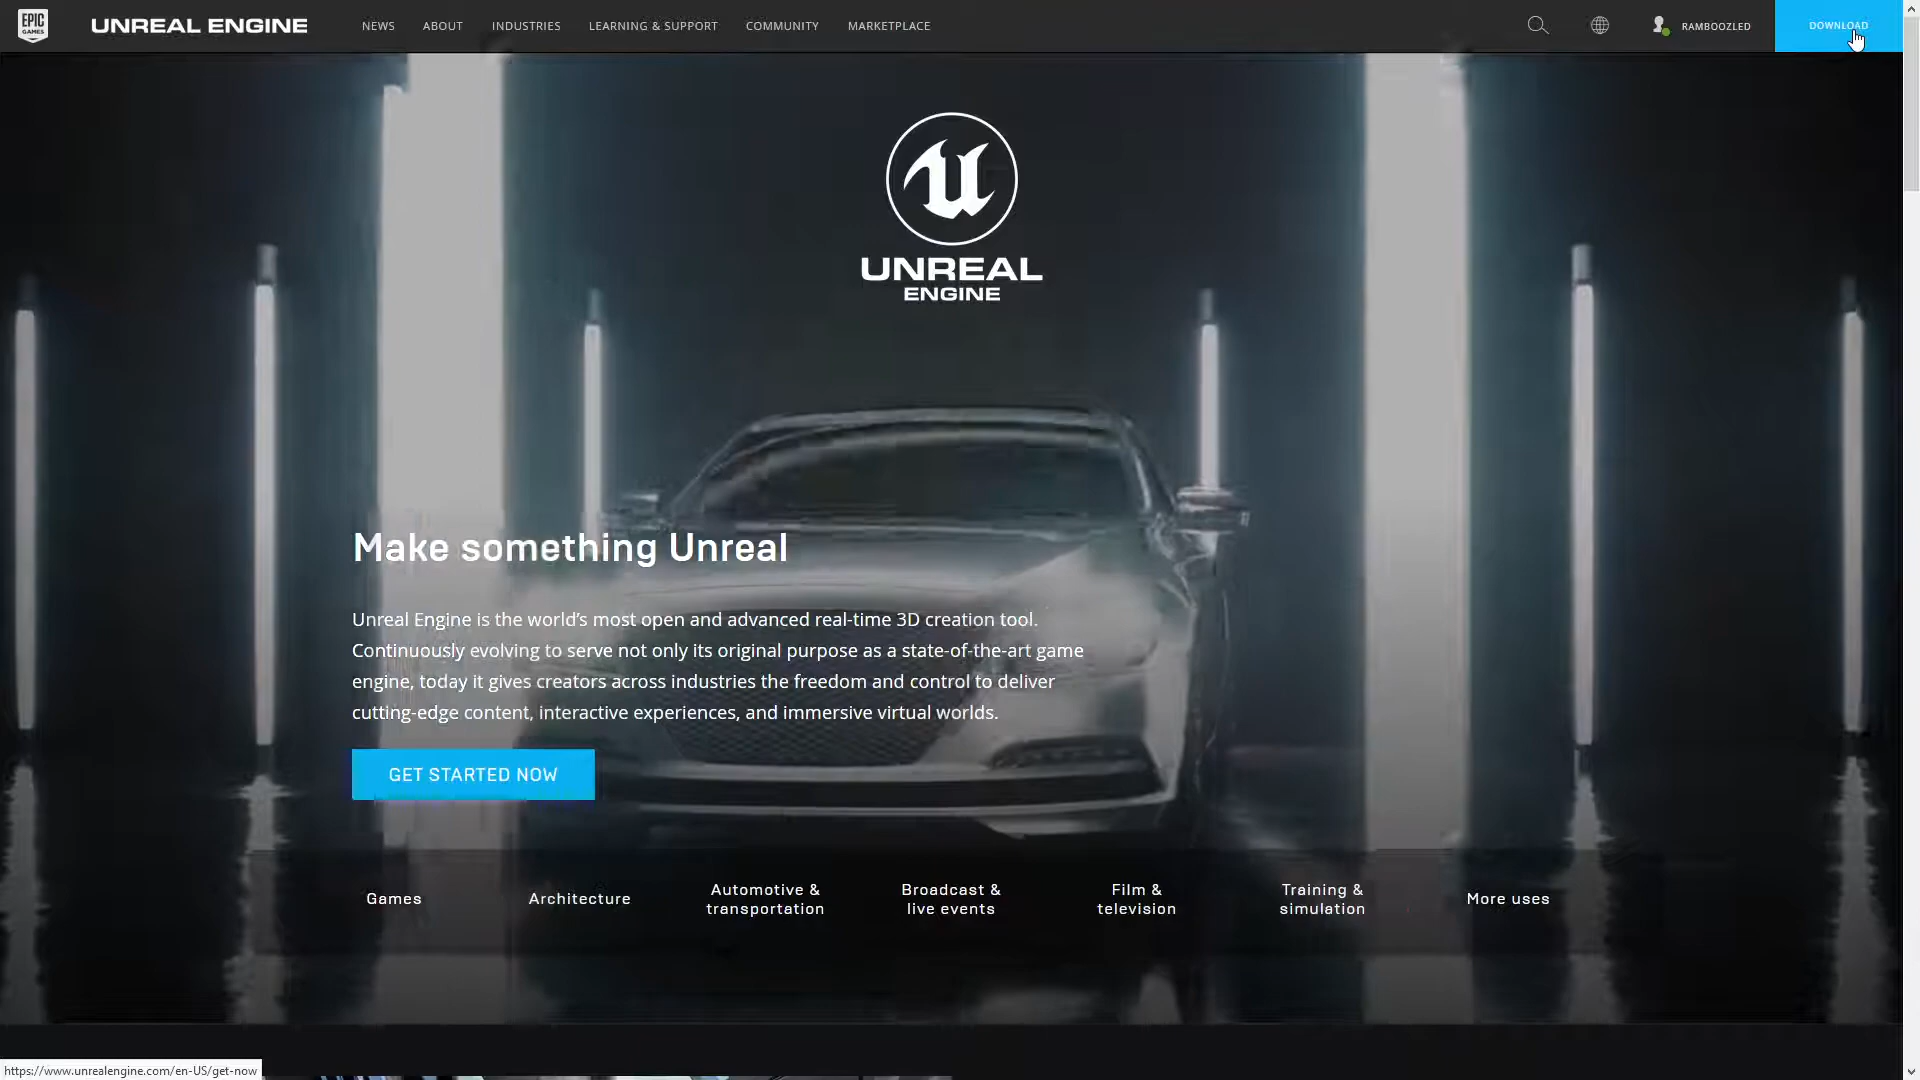 EPIC
GAMES
UNREAL ENGINE
NEWS
ABOUT
INDUSTRIES
LEARNING & SUPPORT
COMMUNITY
MARKETPLACE
RAMBOOZLED
DOWNLOAD
UNREAL
ENGINE
Make something Unreal
Unreal Engine is the world’s most open and advanced real-time 3D creation tool.
Continuously evolving to serve not only its original purpose as a state-of-the-art game
engine, today it gives creators across industries the freedom and control to deliver
cutting-edge content, interactive experiences, and immersive virtual worlds.
GET STARTED NOW
Games
Architecture
Automotive &
transportation
Broadcast &
live events
Film &
television
Training &
simulation
More uses
https://www.unrealengine.com/en-US/get-now